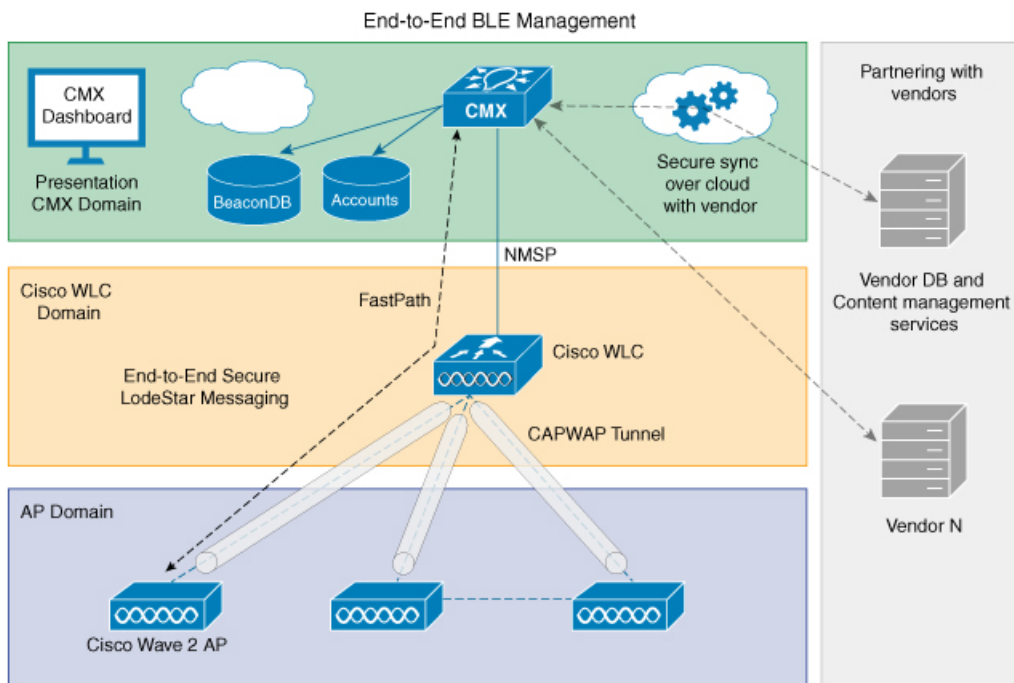 End-to-End BLE Management
CMX
Dashboard
Presentation
CMX Domain
BeaconDB
Accounts
CMX
Secure sync
over cloud
with vendor
Partnering with
vendors
Vendor DB and
Content management
services
Vendor N
NMSP
Cisco WLC
Domain
FastPath
Cisco WLC
End-to-End Secure
LodeStar Messaging
CAPWAP Tunnel
AP Domain
Cisco Wave 2 AP